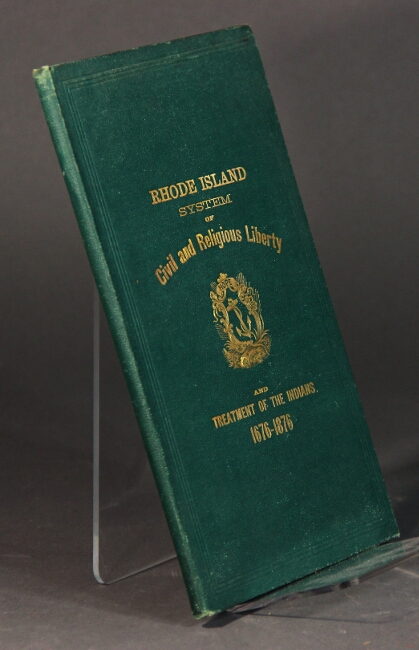 RHODE ISLAND
SYSTEM
OF
Civil and Religious Liberty
AND
TREATMENT OF THE INDIANS.
1676-1876